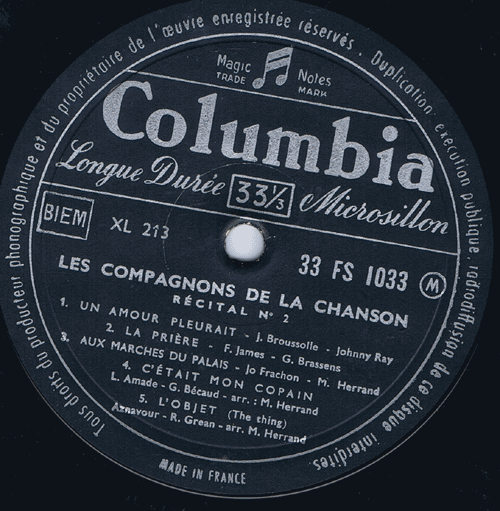 Tous droits du producteur phonographique et du propriétaire de l'œuvre enregistrée réservés. Duplication, exécution publique, radiodiffusion de ce disque interdites.
Magic Notes
TRADE MARK
Columbia
Longue Durée 33⅓ Microsillon
BIEM XL 213 33 FS 1033 M
LES COMPAGNONS DE LA CHANSON
RÉCITAL N° 2
1. UN AMOUR PLEURAIT - J. Broussolle - Johnny Ray
2. LA PRIÈRE - F. James - G. Brassens
3. AUX MARCHES DU PALAIS - Jo Frachon - M. Herrand
4. C'ÉTAIT MON COPAIN
L. Amade - G. Bécaud - arr. : M. Herrand
5. L'OBJET (The thing)
Aznavour - R. Grean - arr. M. Herrand
MADE IN FRANCE